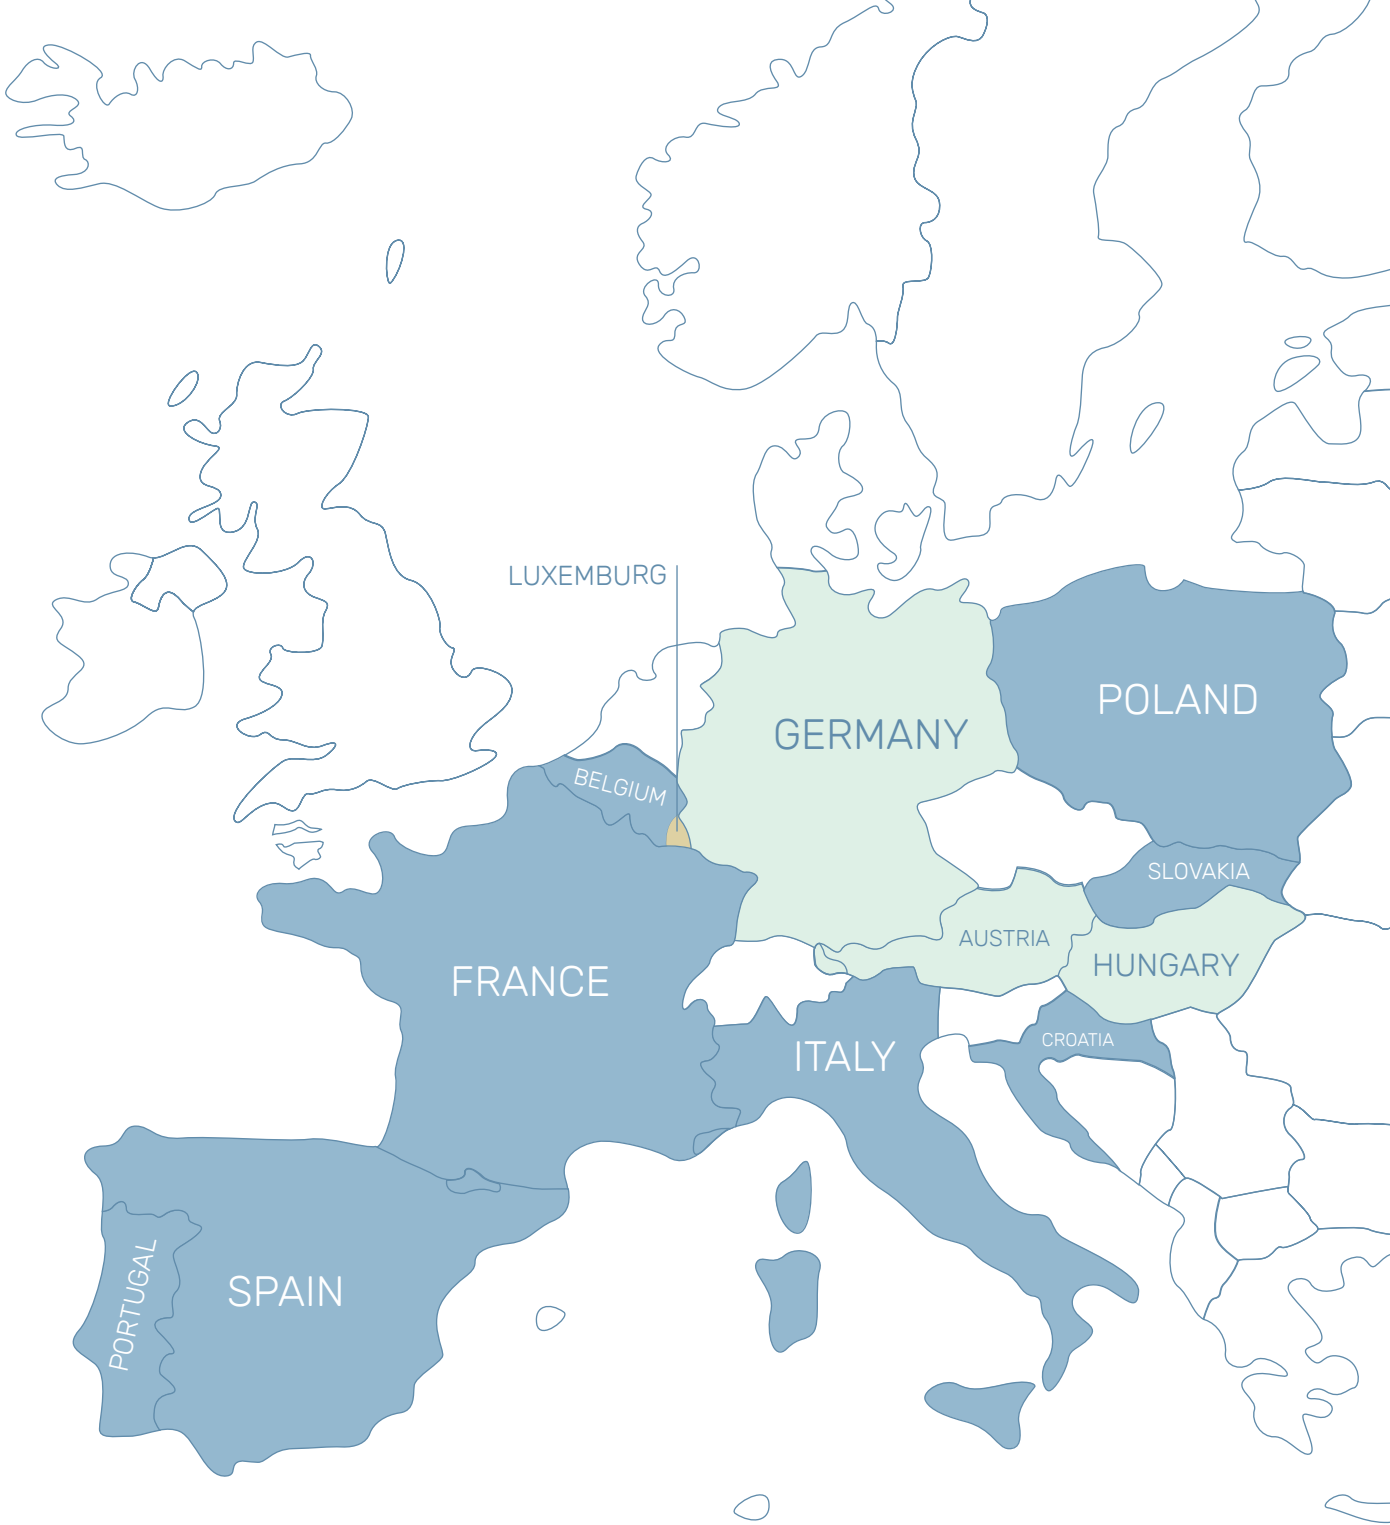 LUXEMBURG
POLAND
GERMANY
BELGIUM
SLOVAKIA
AUSTRIA
HUNGARY
FRANCE
CROATIA
ITALY
PORTUGAL
SPAIN